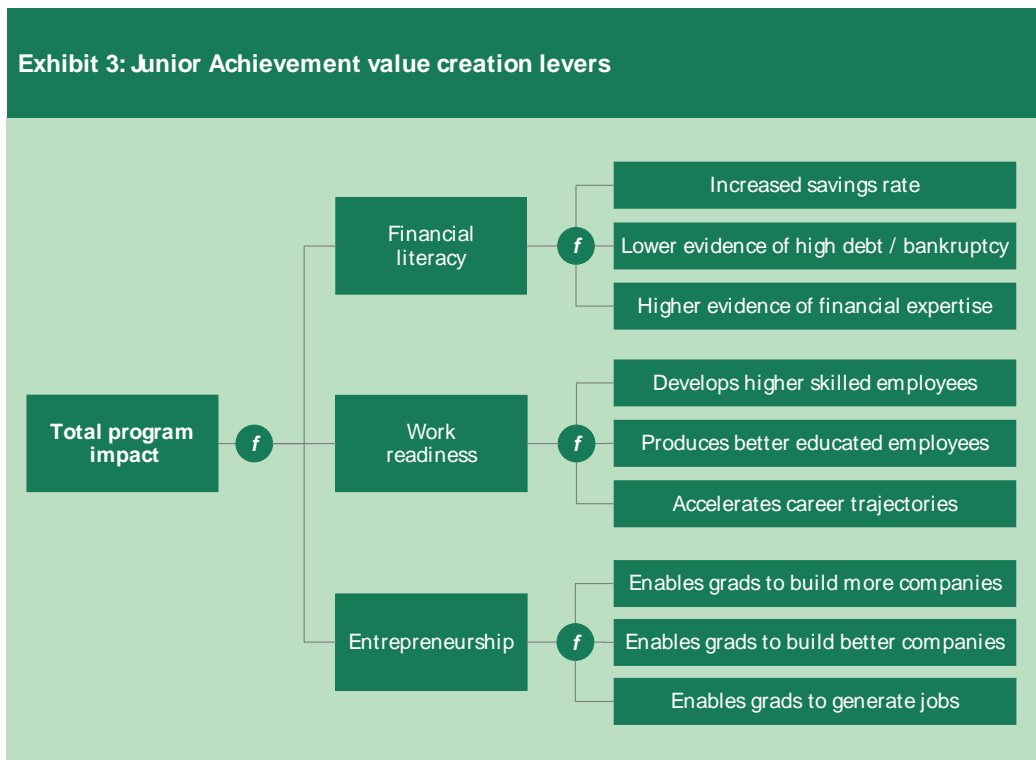 Exhibit 3: Junior Achievement value creation levers
Total program
impact
f
Financial
literacy
f
Increased savings rate
Lower evidence of high debt / bankruptcy
Higher evidence of financial expertise
Work
readiness
f
Develops higher skilled employees
Produces better educated employees
Accelerates career trajectories
Entrepreneurship
f
Enables grads to build more companies
Enables grads to build better companies
Enables grads to generate jobs